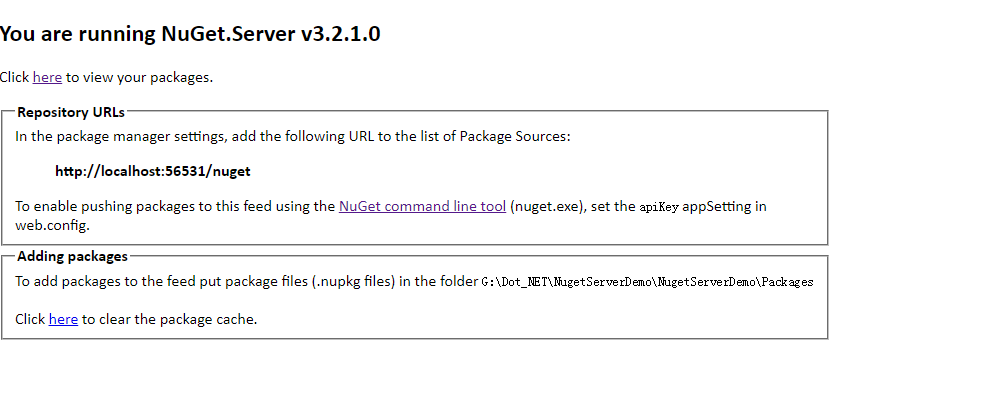 You are running NuGet.Server v3.2.1.0
Click here to view your packages.
Repository URLs
In the package manager settings, add the following URL to the list of Package Sources:
http://localhost:56531/nuget
To enable pushing packages to this feed using the NuGet command line tool (nuget.exe), set the apiKey appSetting in
web.config.
Adding packages
To add packages to the feed put package files (.nupkg files) in the folder G:\Dot_NET\NugetServerDemo\NugetServerDemo\Packages
Click here to clear the package cache.